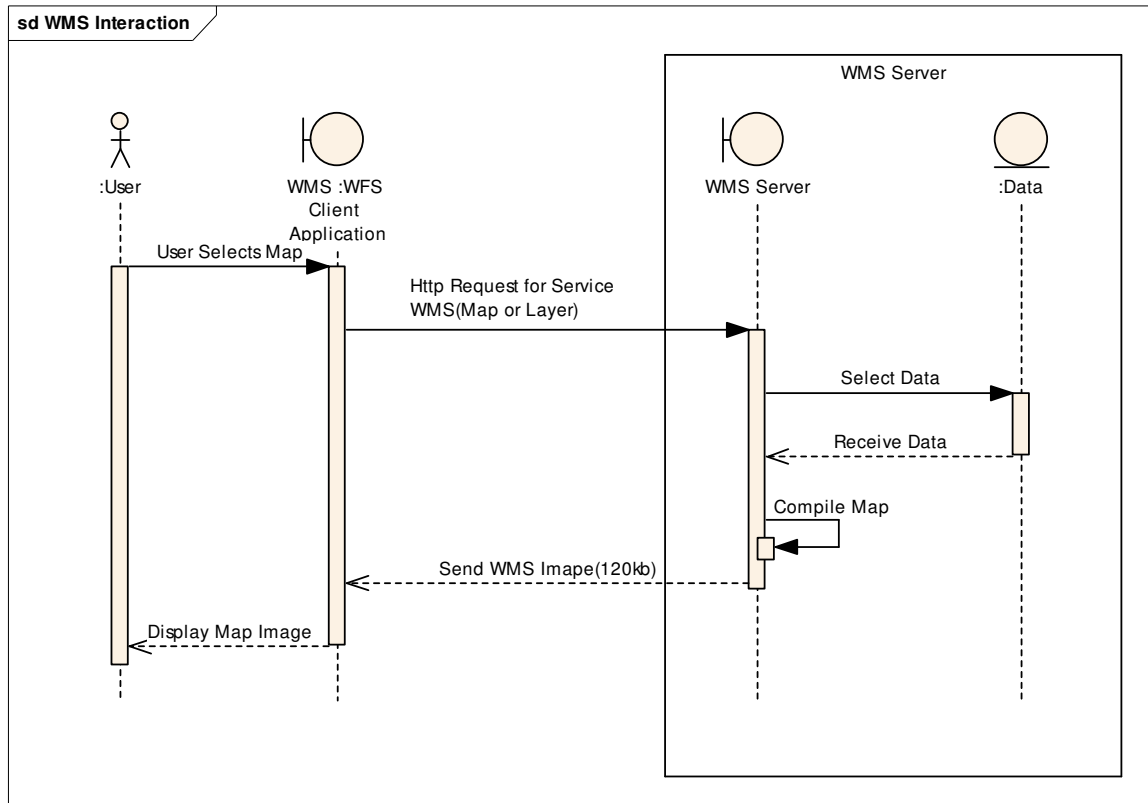 sd WMS Interaction
WMS Server
:User
WMS :WFS
Client
Application
WMS Server
:Data
User Selects Map
Http Request for Service
WMS(Map or Layer)
Select Data
Receive Data
Compile Map
Send WMS Imape(120kb)
Display Map Image